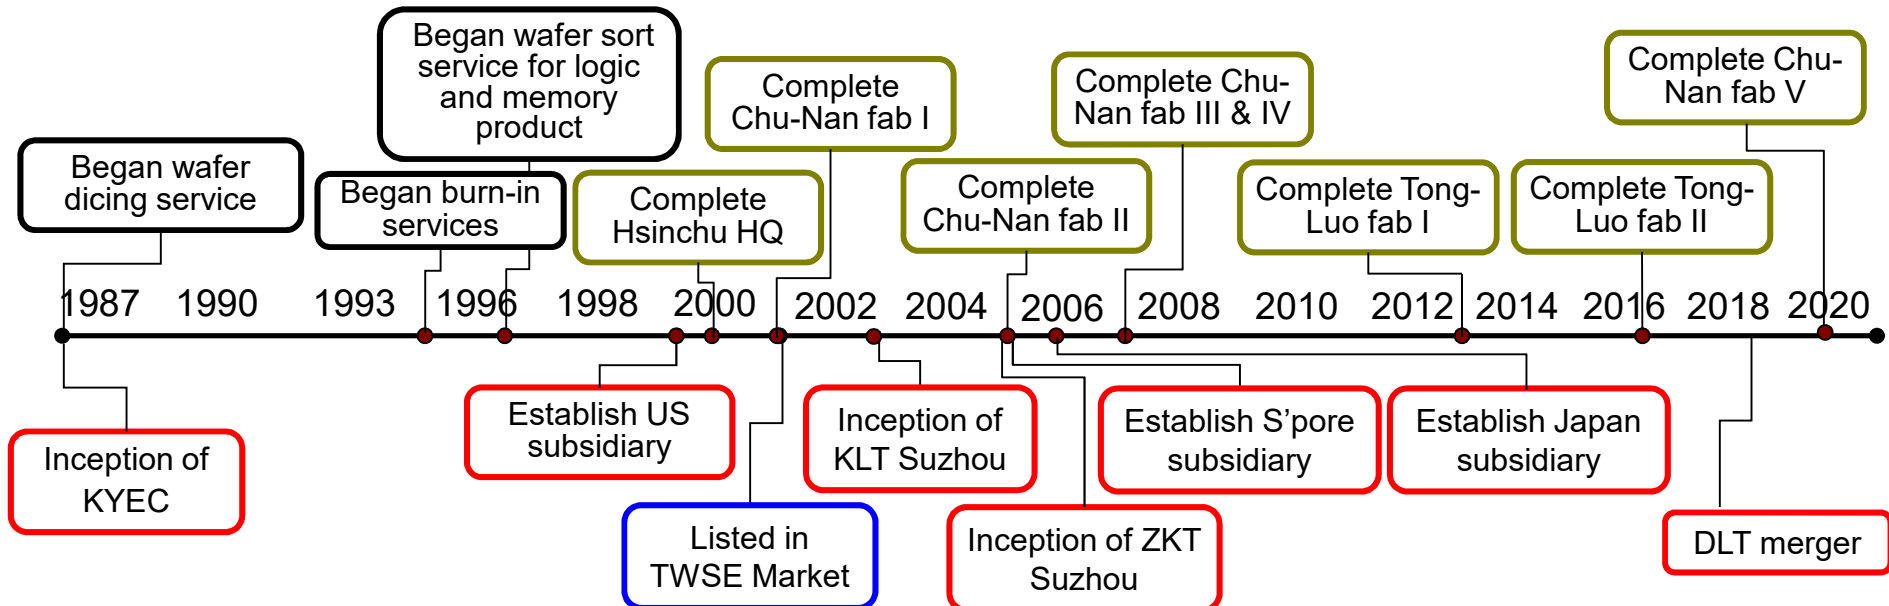 Began wafer sort
service for logic
and memory
product
Complete
Chu-Nan fab I
Complete Chu-
Nan fab III & IV
Complete Chu-
Nan fab V
Began wafer
dicing service
Began burn-in
services
Complete
Hsinchu HQ
Complete
Chu-Nan fab II
Complete Tong-
Luo fab I
Complete Tong-
Luo fab II
1987 1990 1993 1996 1998 2000 2002 2004 2006 2008 2010 2012 2014 2016 2018 2020
Inception of
KYEC
Establish US
subsidiary
Inception of
KLT Suzhou
Establish S’pore
subsidiary
Establish Japan
subsidiary
Listed in
TWSE Market
Inception of ZKT
Suzhou
DLT merger